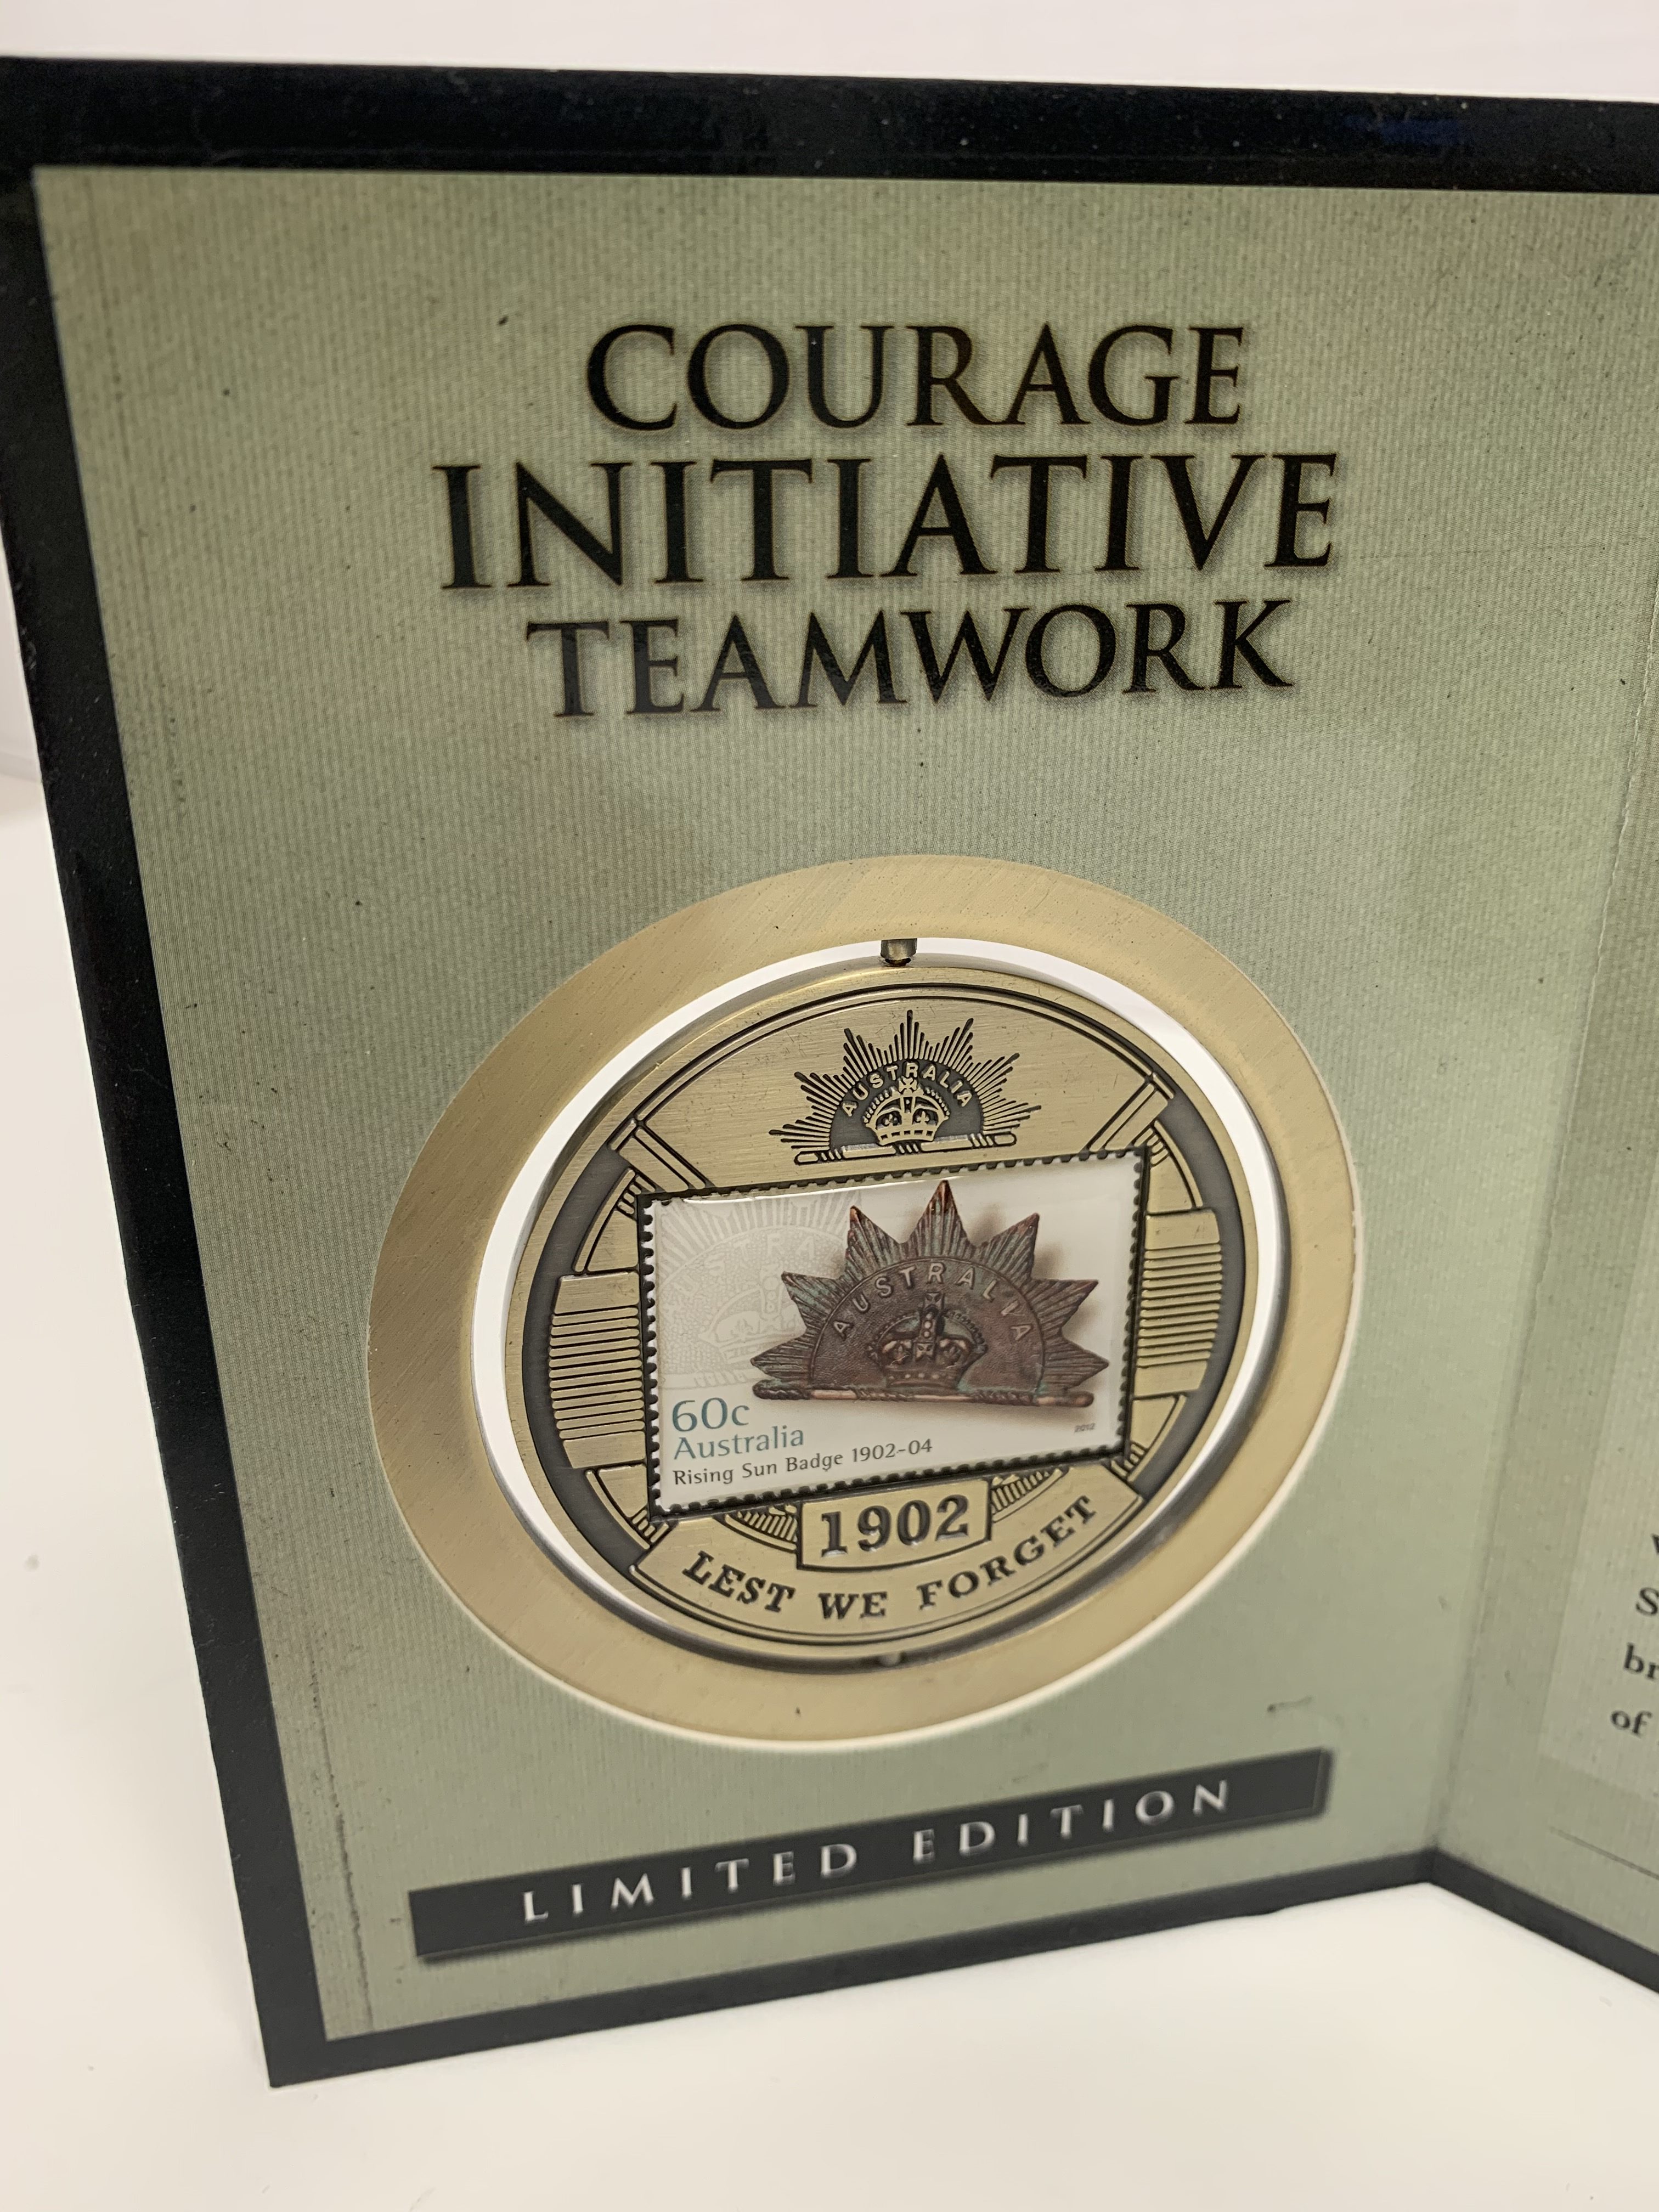 COURAGE
INITIATIVE
TEAMWORK
AUSTRALIA
AUSTRALIA
60c
Australia
Rising Sun Badge 1902-04
2012
1902
LEST WE FORGET
LIMITED EDITION
of